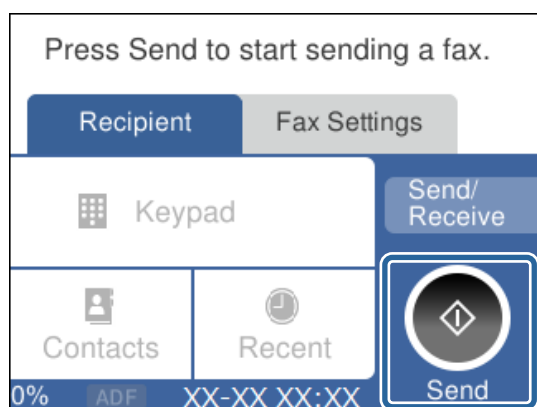 Press Send to start sending a fax.
Recipient
Fax Settings
Keypad
Send/
Receive
Contacts
Recent
Send
0%
ADF
XX-XX XX:XX